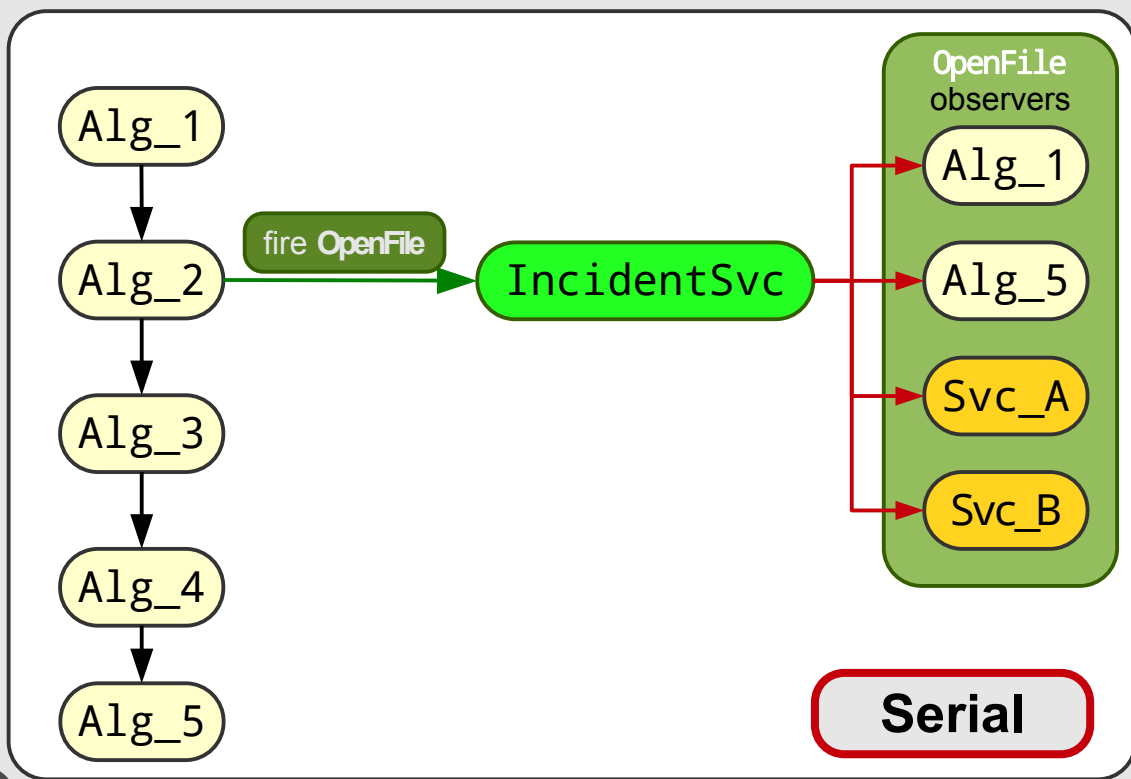 Alg_1
Alg_2
Alg_3
Alg_4
Alg_5
fire OpenFile
IncidentSvc
OpenFile
observers
Alg_1
Alg_5
Svc_A
Svc_B
Serial